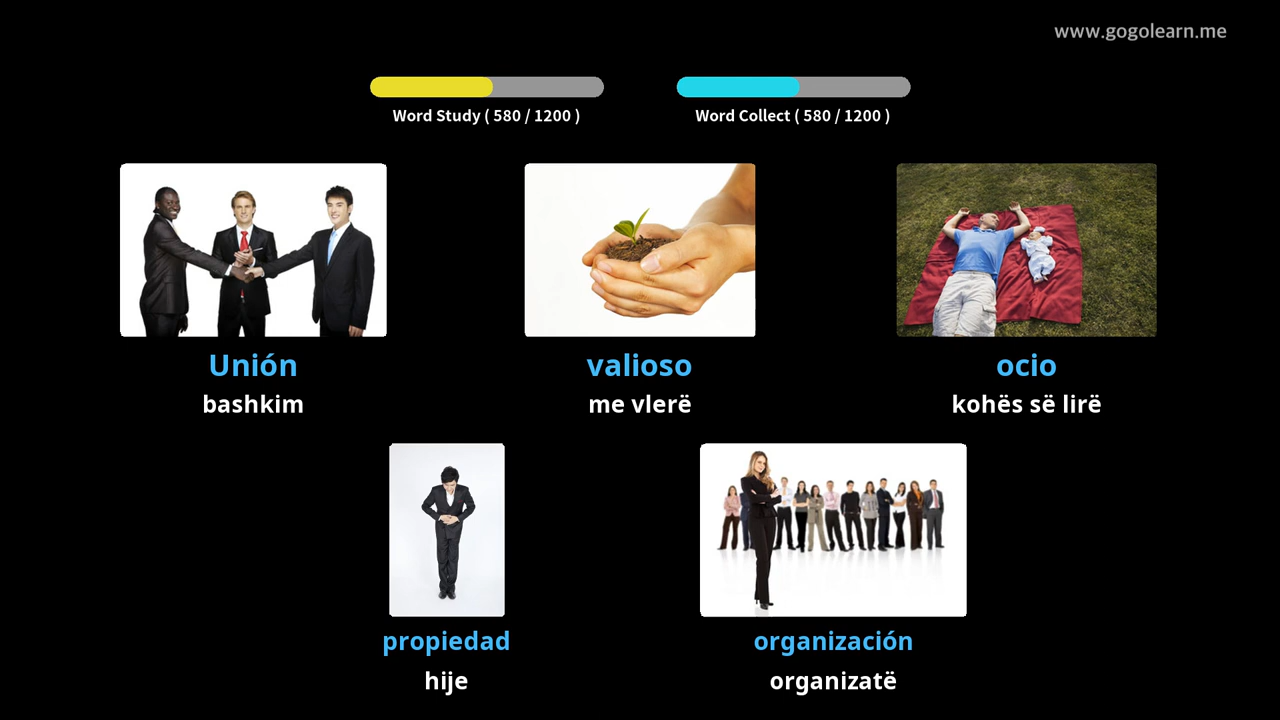 www.gogolearn.me
Word Study ( 580 / 1200 )
Word Collect ( 580 / 1200 )
Unión
valioso
ocio
bashkim
me vlerë
kohës së lirë
propiedad
organización
hije
organizatë